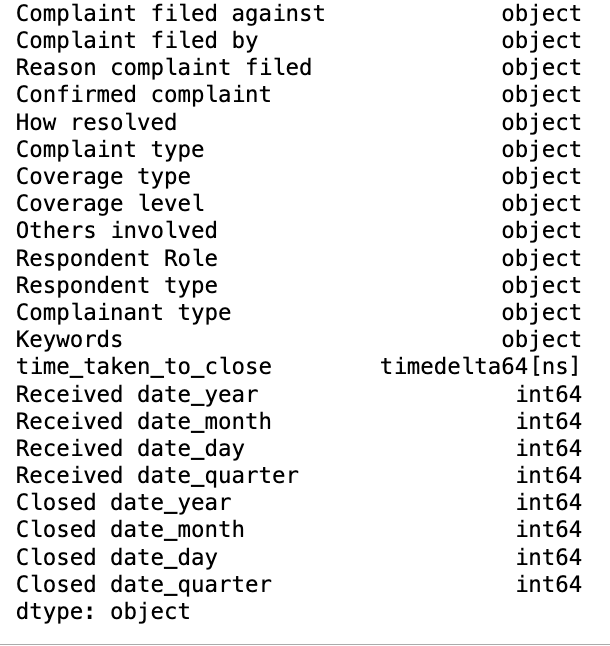 Complaint filed against object
Complaint filed by object
Reason complaint filed object
Confirmed complaint object
How resolved object
Complaint type object
Coverage type object
Coverage level object
Others involved object
Respondent Role object
Respondent type object
Complainant type object
Keywords object
time_taken_to_close timedelta64[ns]
Received date_year int64
Received date_month int64
Received date_day int64
Received date_quarter int64
Closed date_year int64
Closed date_month int64
Closed date_day int64
Closed date_quarter int64
dtype: object